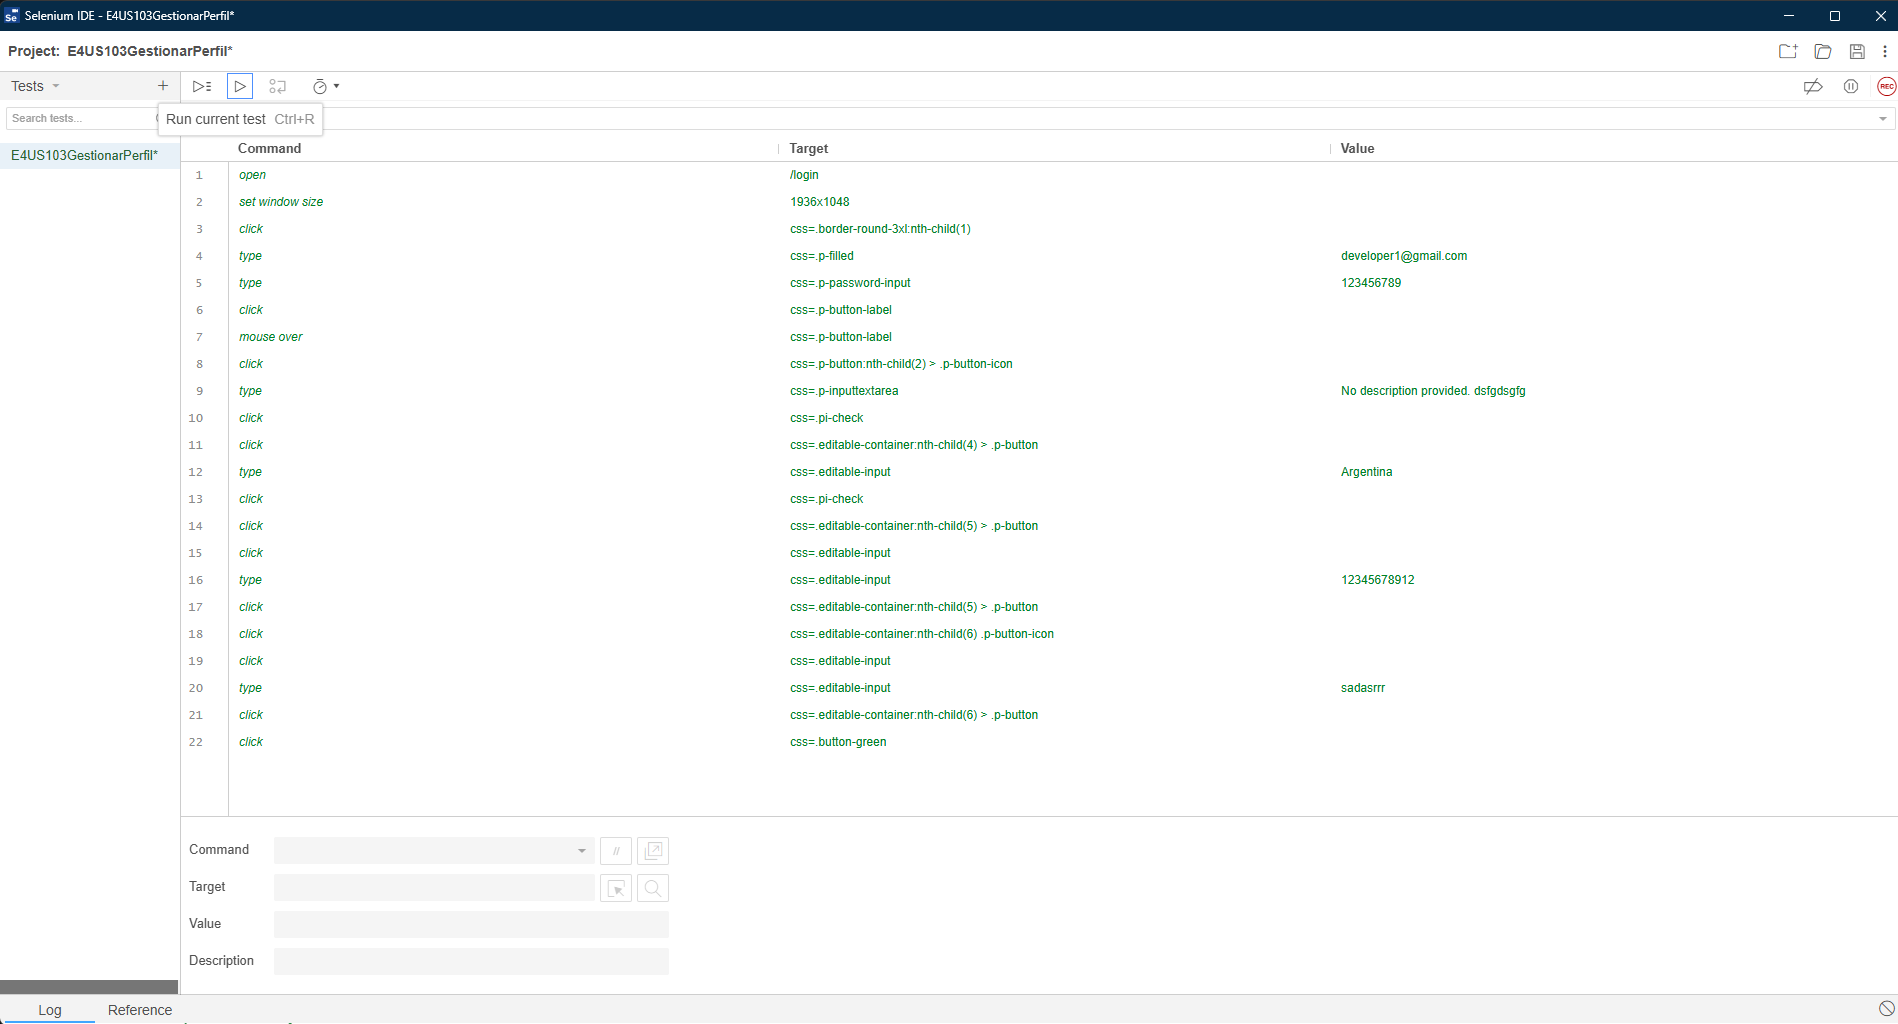 Selenium IDE - E4US103GestionarPerfil*
Project: E4US103GestionarPerfil*
Tests
REC
Search tests...
Run current test Ctrl+R
E4US103GestionarPerfil*
Command Target Value
1 open /login
2 set window size 1936x1048
3 click css=.border-round-3xl:nth-child(1)
4 type css=.p-filled developer1@gmail.com
5 type css=.p-password-input 123456789
6 click css=.p-button-label
7 mouse over css=.p-button-label
8 click css=.p-button:nth-child(2) > .p-button-icon
9 type css=.p-inputtextarea No description provided. dsfgdsgfg
10 click css=.pi-check
11 click css=.editable-container:nth-child(4) > .p-button
12 type css=.editable-input Argentina
13 click css=.pi-check
14 click css=.editable-container:nth-child(5) > .p-button
15 click css=.editable-input
16 type css=.editable-input 12345678912
17 click css=.editable-container:nth-child(5) > .p-button
18 click css=.editable-container:nth-child(6) .p-button-icon
19 click css=.editable-input
20 type css=.editable-input sadasrrr
21 click css=.editable-container:nth-child(6) > .p-button
22 click css=.button-green
Command
//
Target
Value
Description
Log Reference